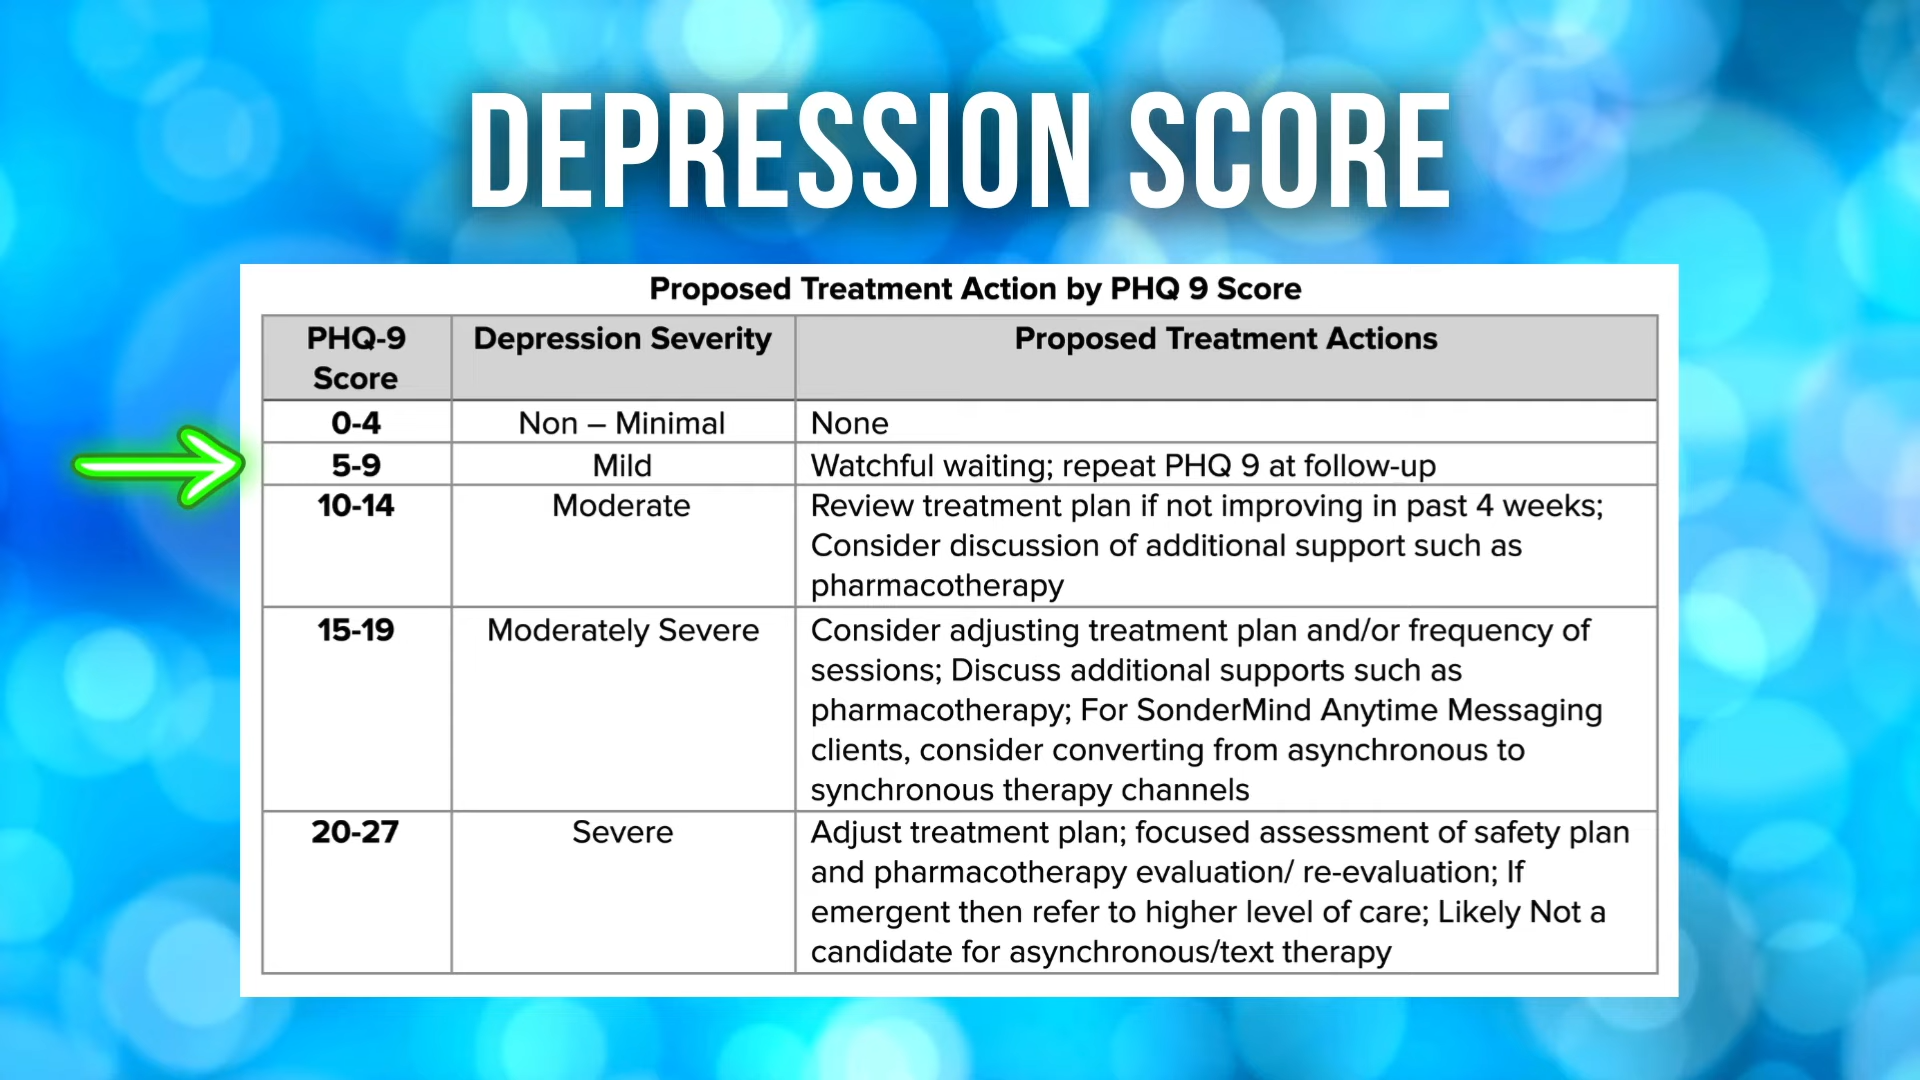 DEPRESSION SCORE
Proposed Treatment Action by PHQ 9 Score
PHQ-9 Score
Depression Severity
Proposed Treatment Actions
0-4
Non – Minimal
None
5-9
Mild
Watchful waiting; repeat PHQ 9 at follow-up
10-14
Moderate
Review treatment plan if not improving in past 4 weeks;
Consider discussion of additional support such as
pharmacotherapy
15-19
Moderately Severe
Consider adjusting treatment plan and/or frequency of
sessions; Discuss additional supports such as
pharmacotherapy; For SonderMind Anytime Messaging
clients, consider converting from asynchronous to
synchronous therapy channels
20-27
Severe
Adjust treatment plan; focused assessment of safety plan
and pharmacotherapy evaluation/ re-evaluation; If
emergent then refer to higher level of care; Likely Not a
candidate for asynchronous/text therapy